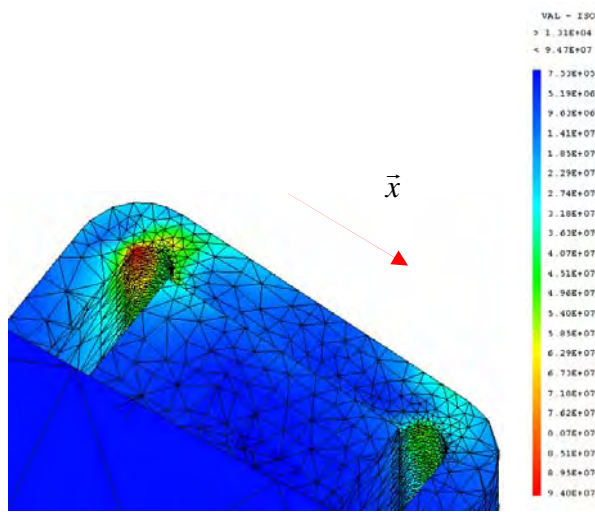 VAL - ISO
> 1.31E+04
< 9.47E+07
7.53E+05
5.19E+06
9.63E+06
1.41E+07
1.85E+07
2.29E+07
2.74E+07
3.18E+07
3.63E+07
4.07E+07
4.51E+07
4.96E+07
5.40E+07
5.85E+07
6.29E+07
6.73E+07
7.18E+07
7.62E+07
8.07E+07
8.51E+07
8.95E+07
9.40E+07
x⃗